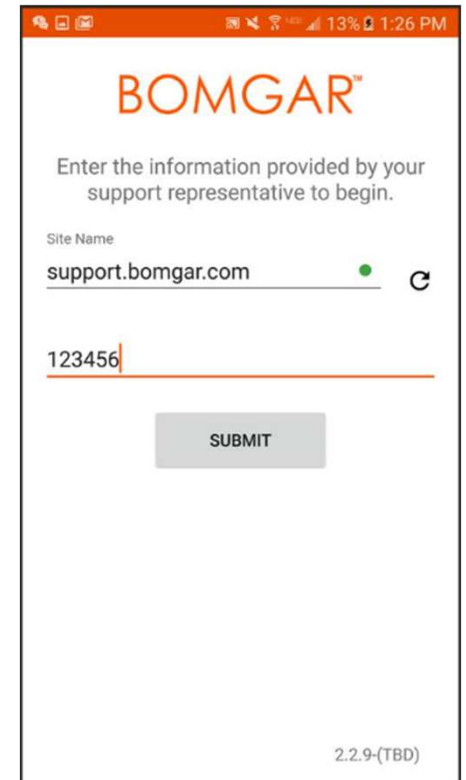 13% 1:26 PM
BOMGAR™
Enter the information provided by your
support representative to begin.
Site Name
support.bomgar.com
123456
SUBMIT
2.2.9-(TBD)